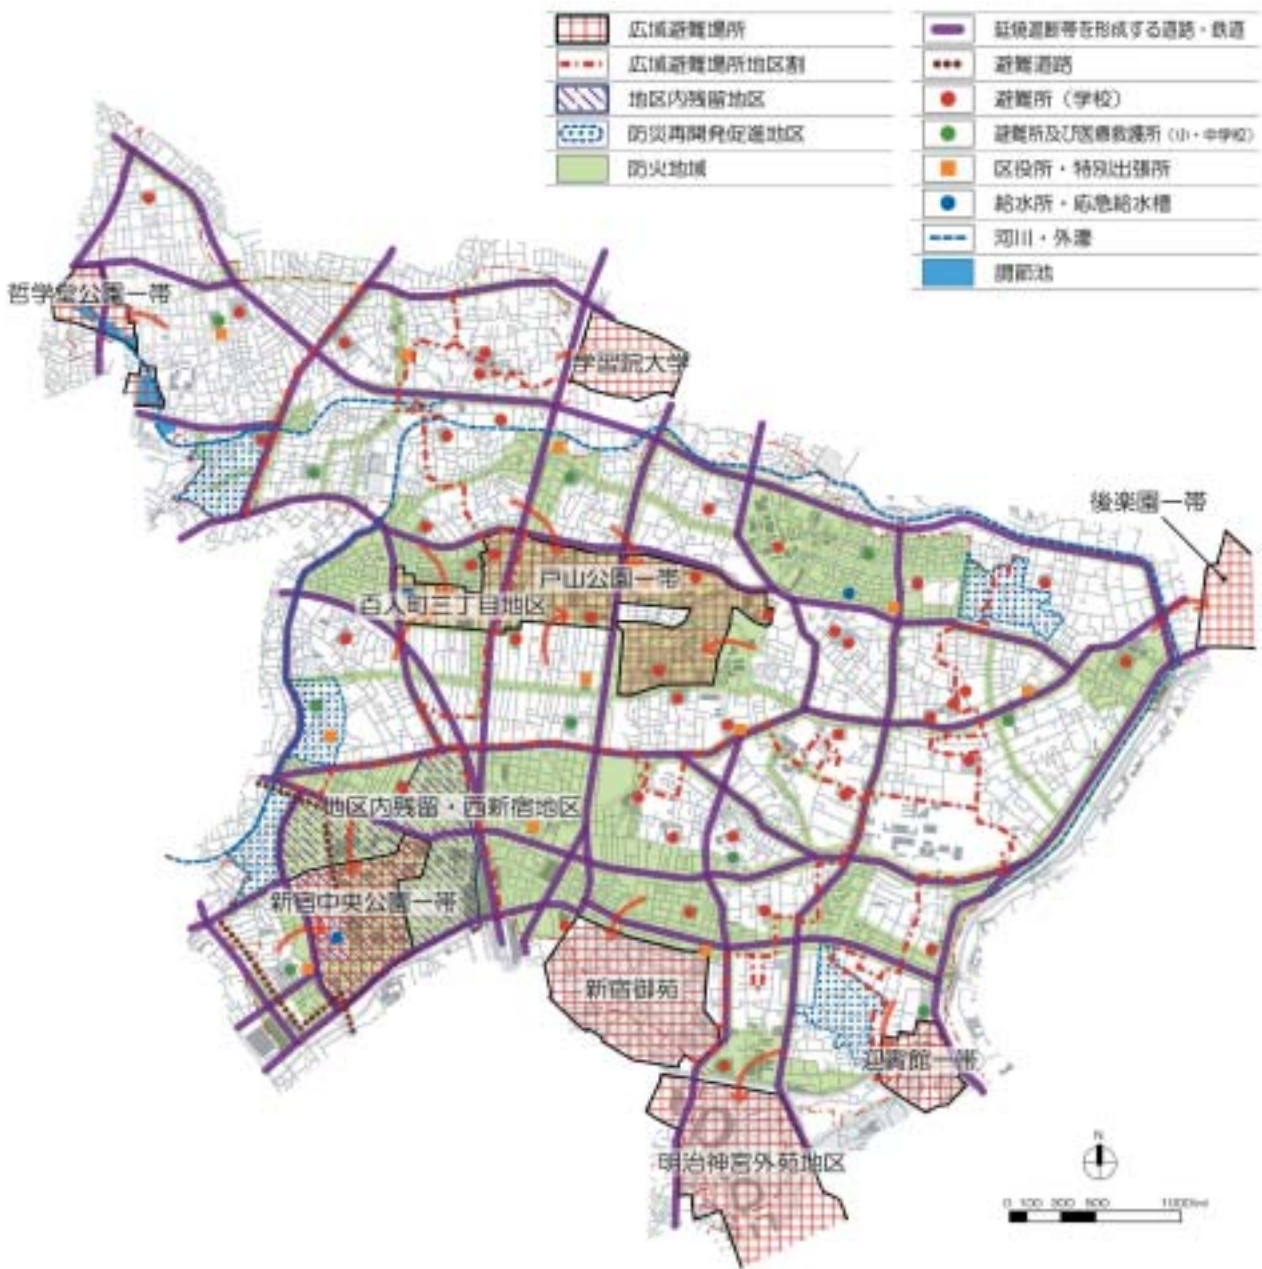 広域避難場所
広域避難場所地区割
地区内残留地区
防災再開発促進地区
防火地域
延焼遮断帯を形成する道路・鉄道
避難道路
避難所（学校）
避難所及び医療救護所（小・中学校）
区役所・特別出張所
給水所・応急給水槽
河川・外濠
調節池
哲学堂公園一帯
学習院大学
後楽園一帯
戸山公園一帯
百人町三丁目地区
地区内残留・西新宿地区
新宿中央公園一帯
新宿御苑
迎賓館一帯
明治神宮外苑地区
N
0 100 300 500 1000(m)